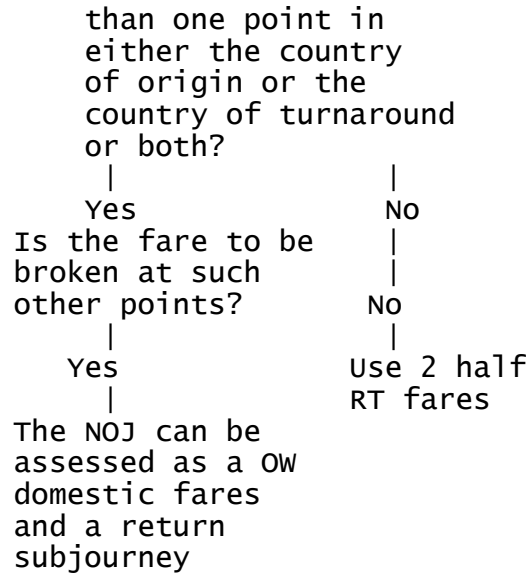 than one point in
either the country
of origin or the
country of turnaround
or both?
| |
Yes No
Is the fare to be |
broken at such |
other points? No
| |
Yes Use 2 half
| RT fares
The NOJ can be
assessed as a OW
domestic fares
and a return
subjourney